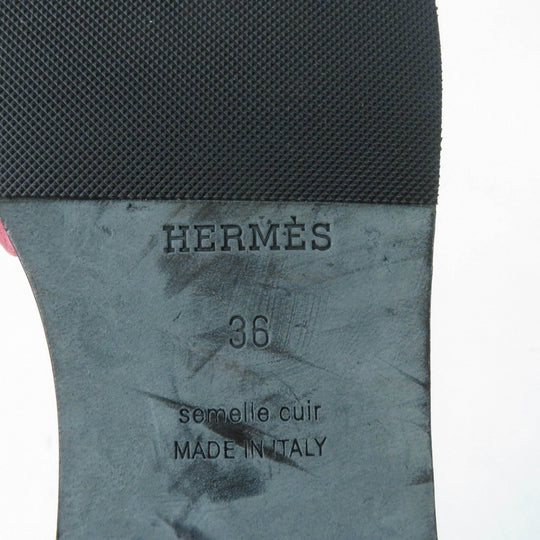 HERMÈS
36
semelle cuir
MADE IN ITALY